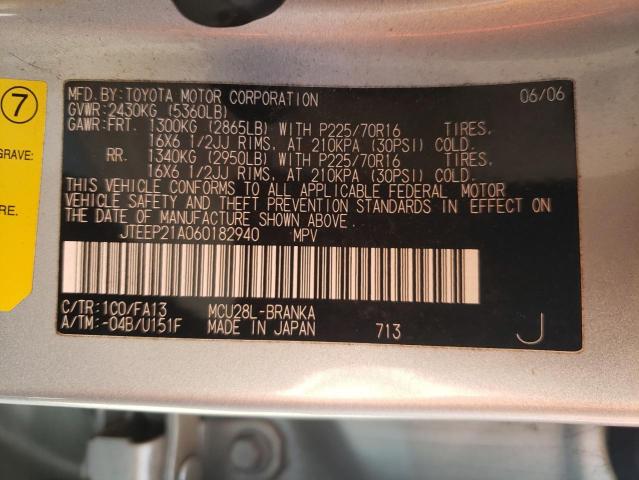 7
GRAVE:
RE.
MFD.BY:TOYOTA MOTOR CORPORATION 06/06
GVWR:2430KG (5360LB)
GAWR:FRT. 1300KG (2865LB) WITH P225/70R16 TIRES.
16X6 1/2JJ RIMS, AT 210KPA (30PSI) COLD.
RR. 1340KG (2950LB) WITH P225/70R16 TIRES.
16X6 1/2JJ RIMS, AT 210KPA (30PSI) COLD.
THIS VEHICLE CONFORMS TO ALL APPLICABLE FEDERAL MOTOR
VEHICLE SAFETY AND THEFT PREVENTION STANDARDS IN EFFECT ON
THE DATE OF MANUFACTURE SHOWN ABOVE.
JTEEP21A060182940 MPV
C/TR:1C0/FA13 MCU28L-BRANKA
A/TM:-04B/U151F MADE IN JAPAN 713 J